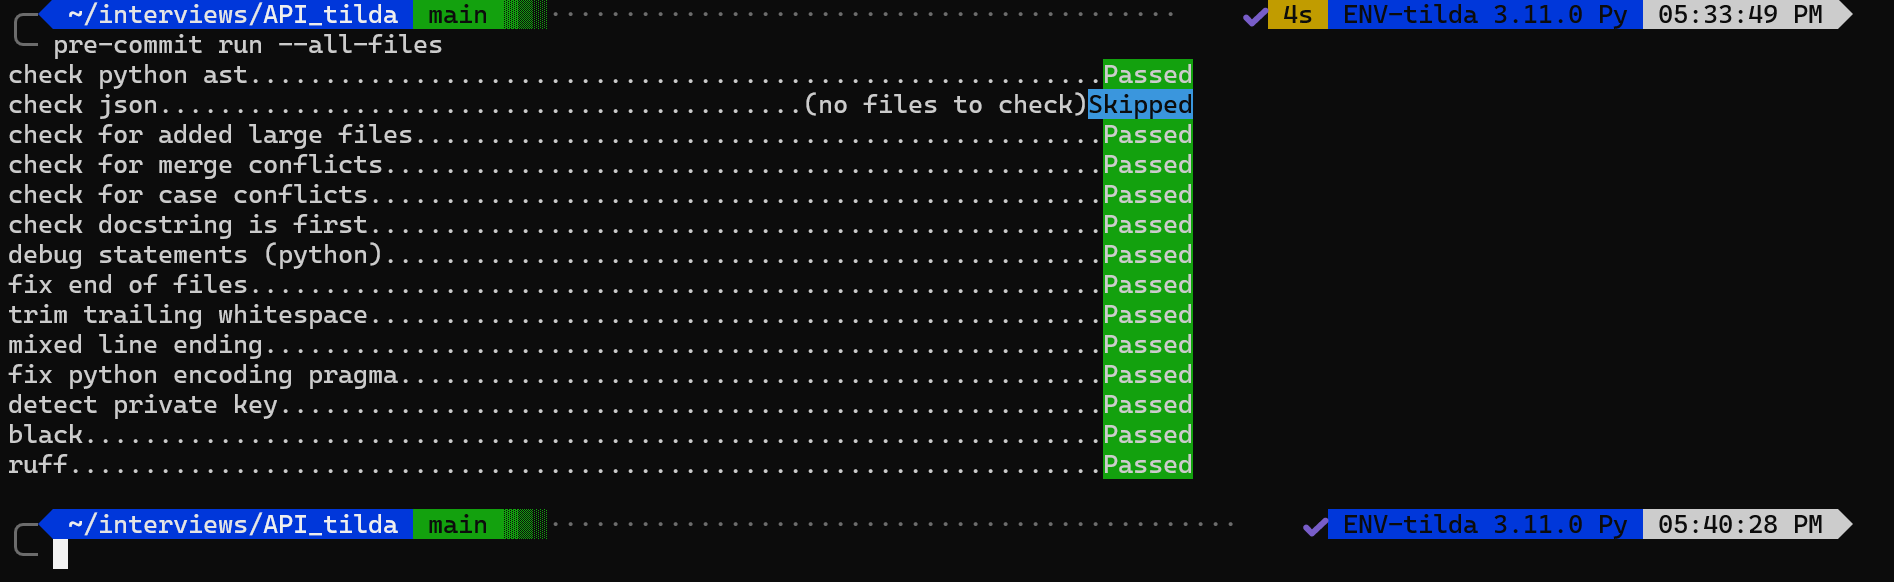 ~/interviews/API_tilda main 4s ENV-tilda 3.11.0 Py 05:33:49 PM
pre-commit run --all-files
check python ast.........................................................Passed
check json...........................................(no files to check)Skipped
check for added large files..............................................Passed
check for merge conflicts................................................Passed
check for case conflicts.................................................Passed
check docstring is first.................................................Passed
debug statements (python)................................................Passed
fix end of files.........................................................Passed
trim trailing whitespace.................................................Passed
mixed line ending........................................................Passed
fix python encoding pragma...............................................Passed
detect private key.......................................................Passed
black....................................................................Passed
ruff.....................................................................Passed
~/interviews/API_tilda main ENV-tilda 3.11.0 Py 05:40:28 PM